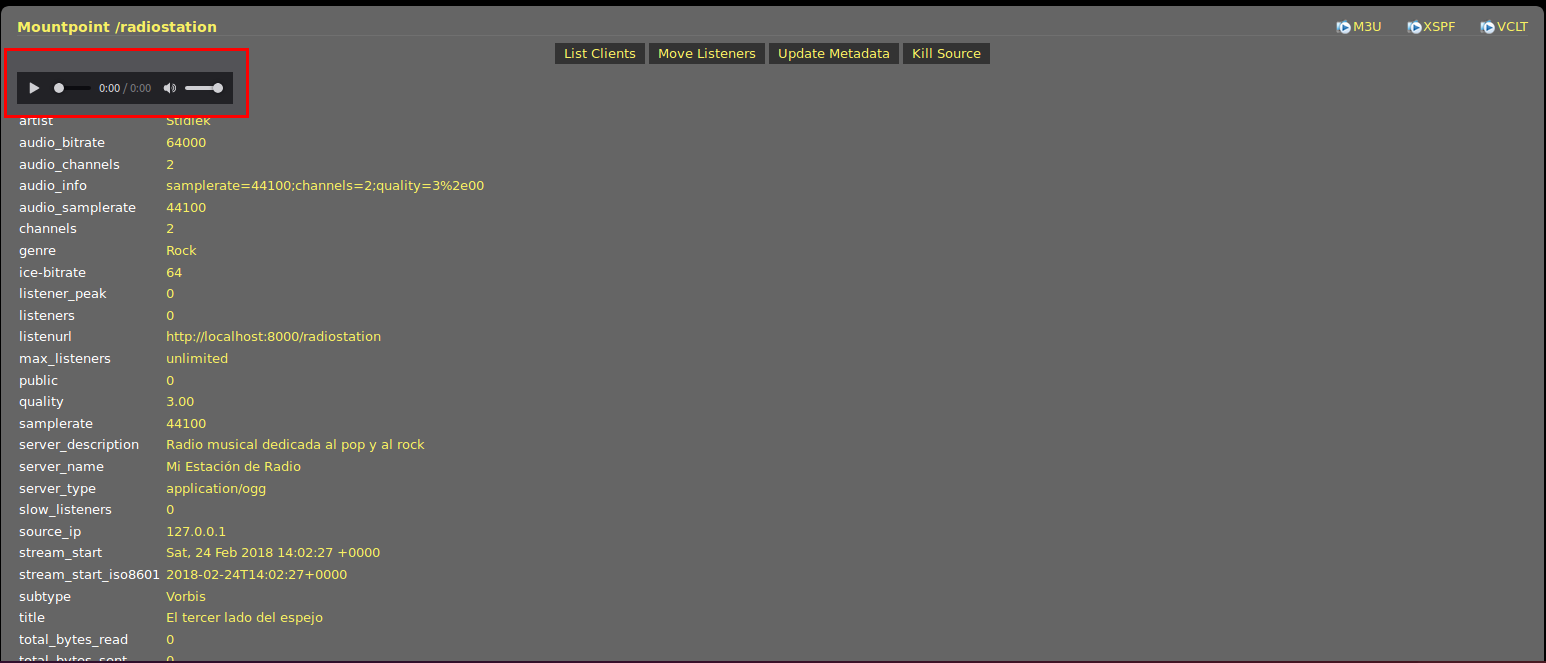 Mountpoint /radiostation M3U XSPF VCLT
List Clients Move Listeners Update Metadata Kill Source
0:00 / 0:00
artist Stidiek
audio_bitrate 64000
audio_channels 2
audio_info samplerate=44100;channels=2;quality=3%2e00
audio_samplerate 44100
channels 2
genre Rock
ice-bitrate 64
listener_peak 0
listeners 0
listenurl http://localhost:8000/radiostation
max_listeners unlimited
public 0
quality 3.00
samplerate 44100
server_description Radio musical dedicada al pop y al rock
server_name Mi Estación de Radio
server_type application/ogg
slow_listeners 0
source_ip 127.0.0.1
stream_start Sat, 24 Feb 2018 14:02:27 +0000
stream_start_iso8601 2018-02-24T14:02:27+0000
subtype Vorbis
title El tercer lado del espejo
total_bytes_read 0
total_bytes_sent 0